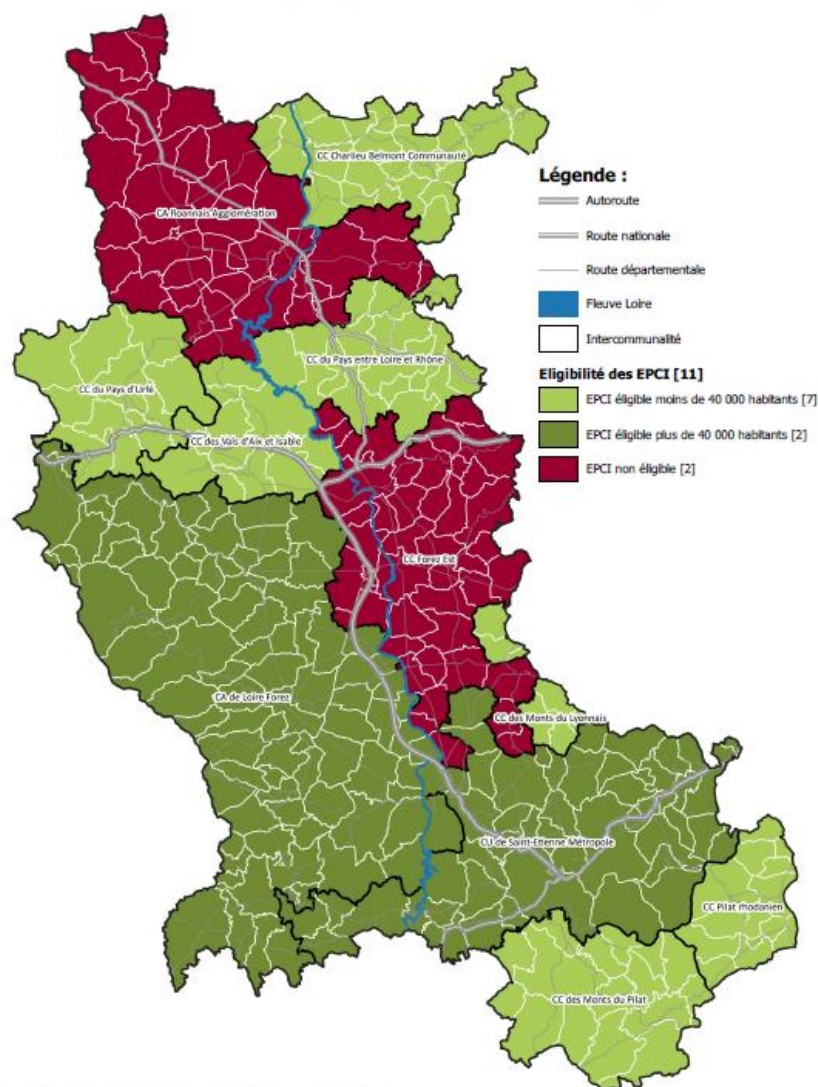 CC Charlieu Belmont Communauté
Légende :
Autoroute
CA Roannais Agglomération
Route nationale
Route départementale
Fleuve Loire
Intercommunalité
CC du Pays entre Loire et Rhône
Eligibilité des EPCI [11]
CC du Pays d'Urfé
EPCI éligible moins de 40 000 habitants [7]
EPCI éligible plus de 40 000 habitants [2]
CC des Vals d'Aix et Isable
EPCI non éligible [2]
CC Forez Est
CA de Loire Forez
CC des Monts du Lyonnais
CU de Saint-Etienne Métropole
CC Pilat rhodanien
CC des Monts du Pilat